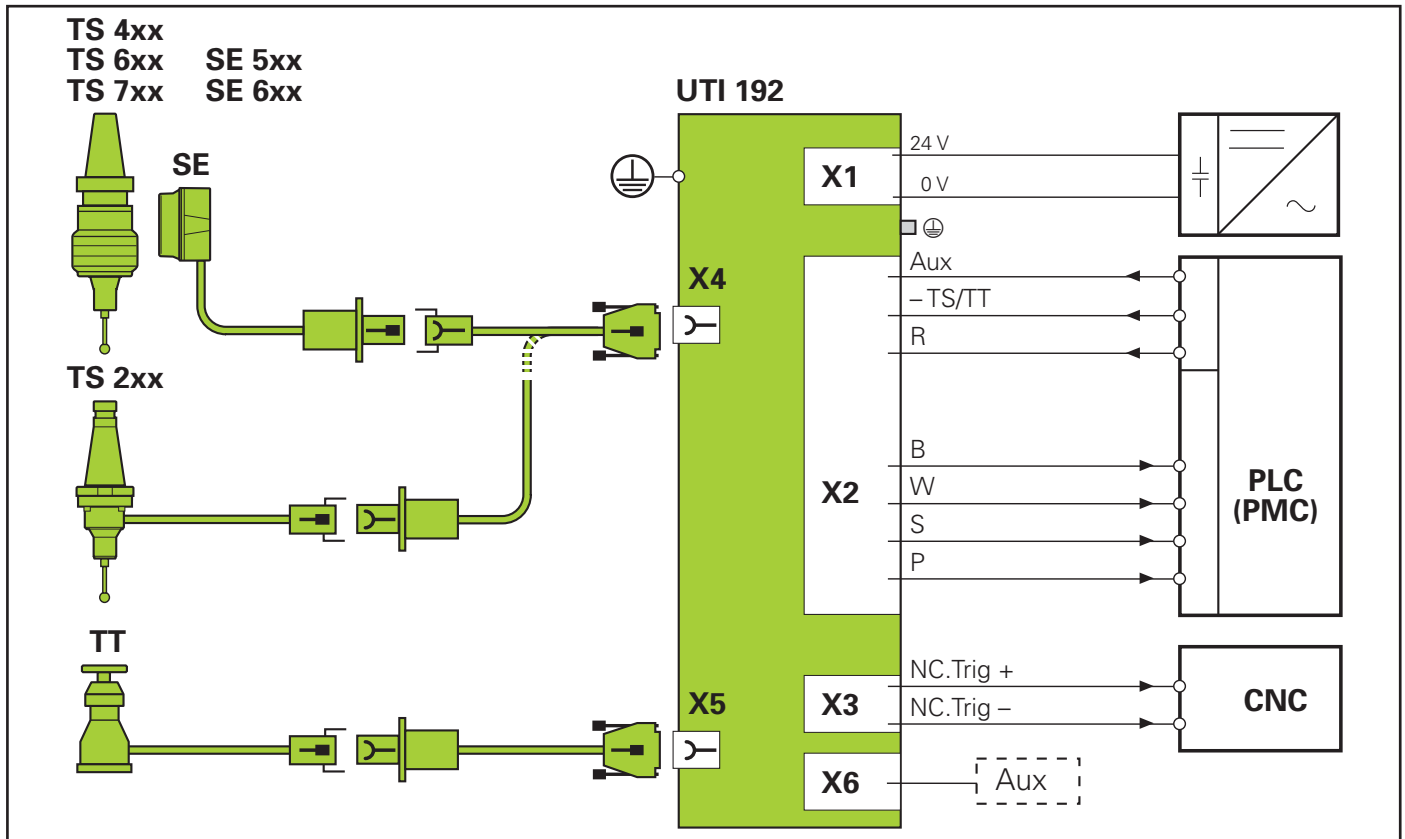 TS 4xx
TS 6xx SE 5xx
TS 7xx SE 6xx
SE
TS 2xx
TT
UTI 192
X4
X5
X1
24 V
0 V
X2
Aux
– TS/TT
R
B
W
S
P
PLC
(PMC)
X3
NC.Trig +
NC.Trig –
CNC
X6
Aux